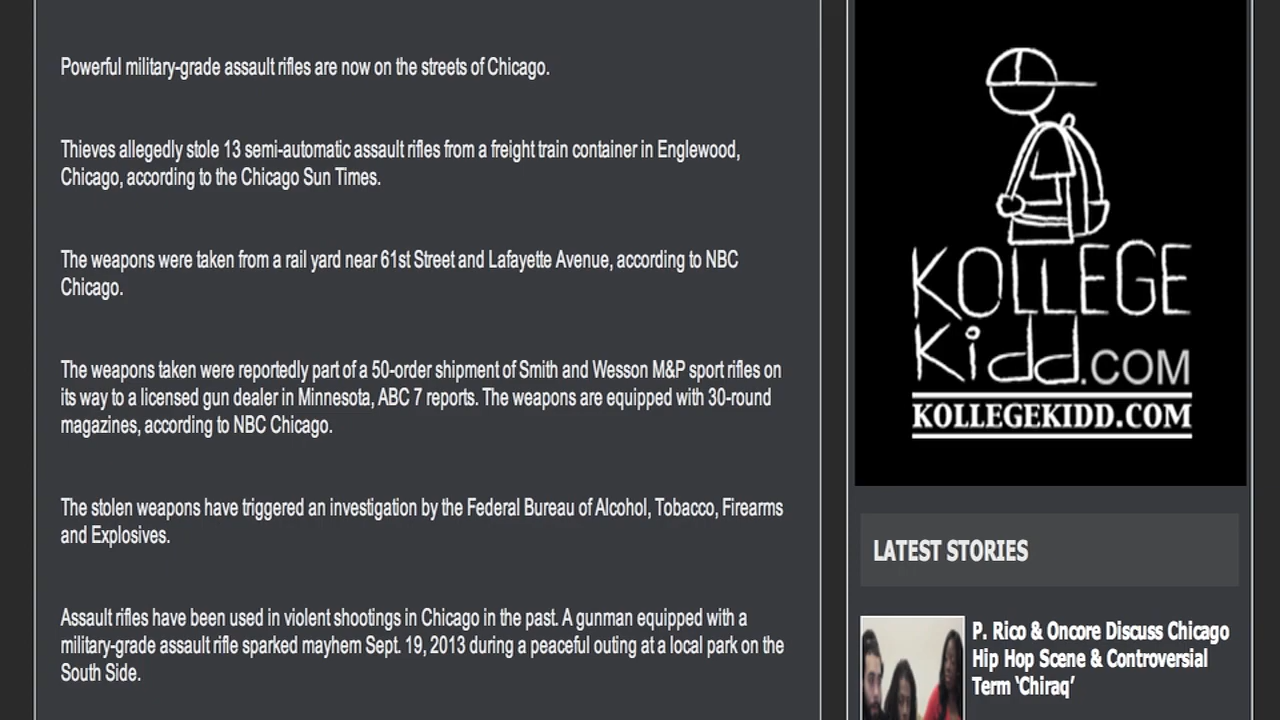 Powerful military-grade assault rifles are now on the streets of Chicago.
Thieves allegedly stole 13 semi-automatic assault rifles from a freight train container in Englewood,
Chicago, according to the Chicago Sun Times.
The weapons were taken from a rail yard near 61st Street and Lafayette Avenue, according to NBC
Chicago.
The weapons taken were reportedly part of a 50-order shipment of Smith and Wesson M&P sport rifles on
its way to a licensed gun dealer in Minnesota, ABC 7 reports. The weapons are equipped with 30-round
magazines, according to NBC Chicago.
The stolen weapons have triggered an investigation by the Federal Bureau of Alcohol, Tobacco, Firearms
and Explosives.
Assault rifles have been used in violent shootings in Chicago in the past. A gunman equipped with a
military-grade assault rifle sparked mayhem Sept. 19, 2013 during a peaceful outing at a local park on the
South Side.
KOLLEGE
Kidd.COM
KOLLEGEKIDD.COM
LATEST STORIES
P. Rico & Oncore Discuss Chicago
Hip Hop Scene & Controversial
Term ‘Chiraq’